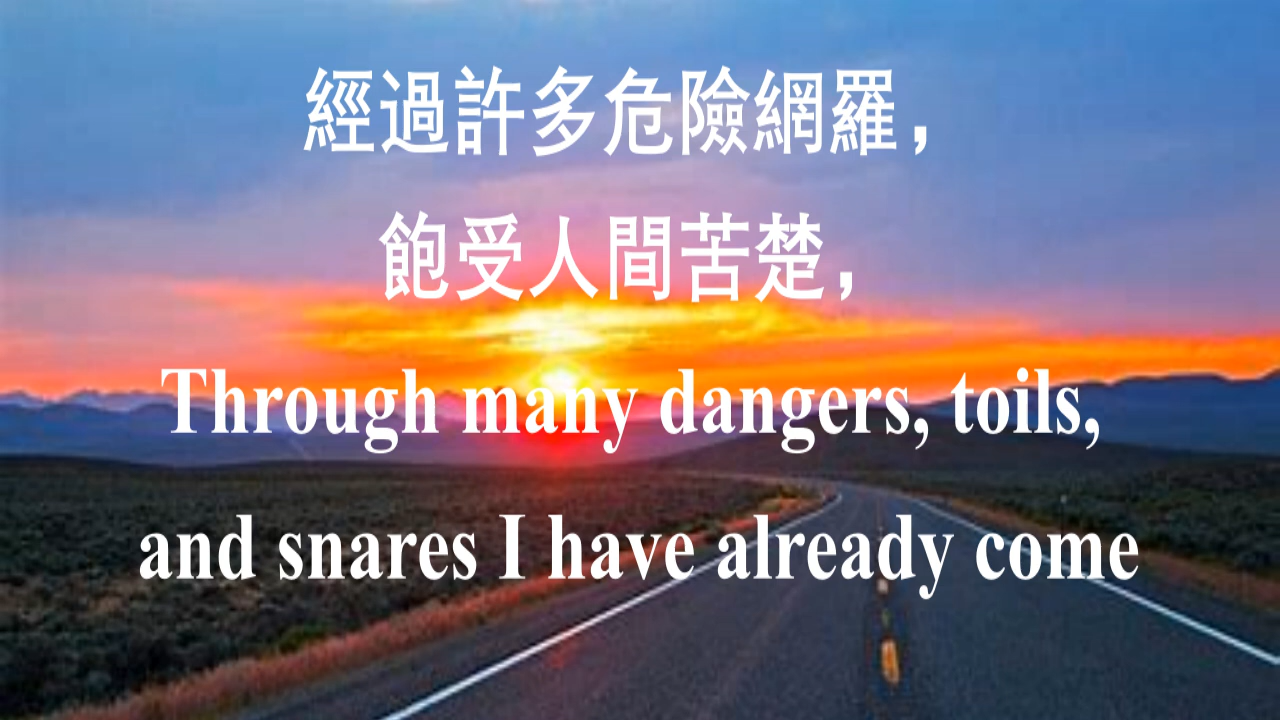 經過許多危險網羅，
飽受人間苦楚，
Through many dangers, toils,
and snares I have already come